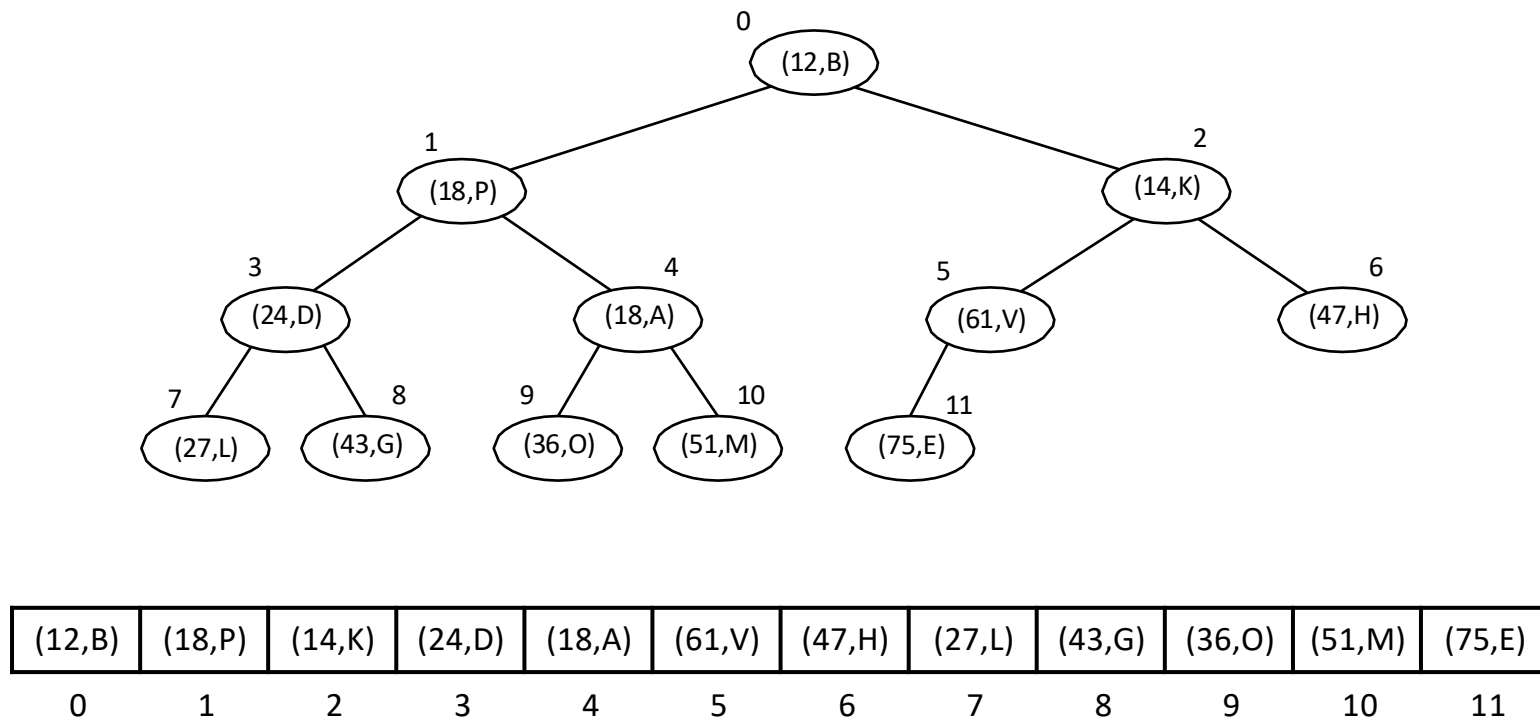 0
(12,B)
1
2
(18,P)
(14,K)
3
4
5
6
(24,D)
(18,A)
(61,V)
(47,H)
7
8
9
10
11
(27,L)
(43,G)
(36,O)
(51,M)
(75,E)
(12,B) (18,P) (14,K) (24,D) (18,A) (61,V) (47,H) (27,L) (43,G) (36,O) (51,M) (75,E)
0 1 2 3 4 5 6 7 8 9 10 11